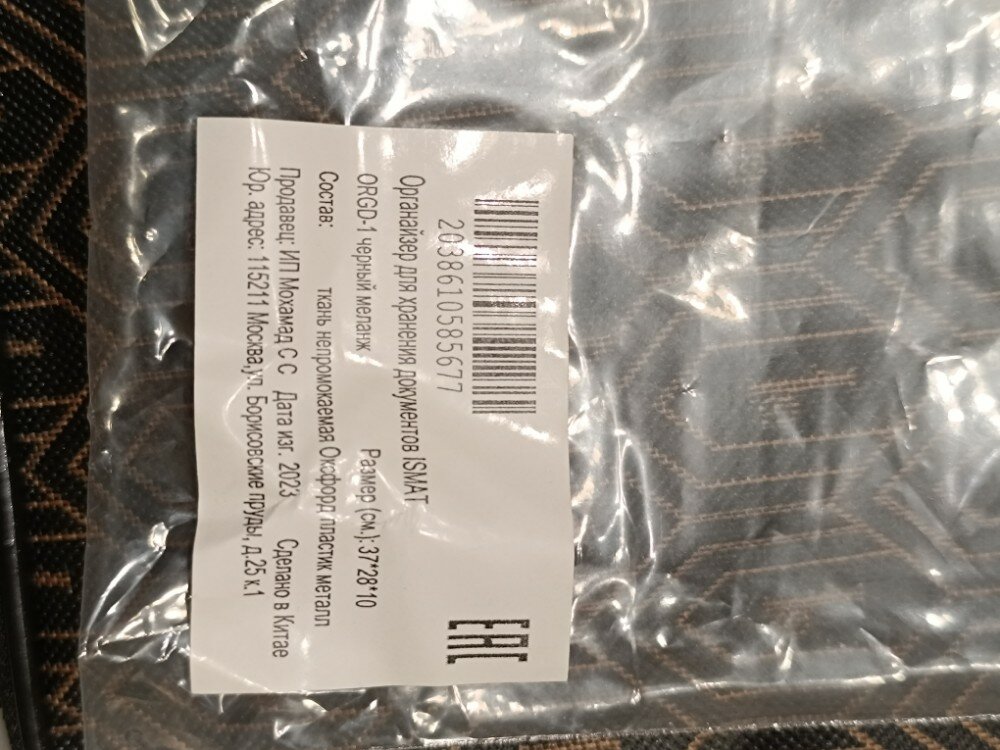 2038610585677
EAC
Органайзер для хранения документов ISMAT
ORGD-1 черный меланж Размер (см.): 37*28*10
Состав: ткань непромокаемая Оксфорд пластик металл
Продавец: ИП Мохамад С С Дата изг. 2023 Сделано в Китае
Юр. адрес: 115211 Москва,ул. Борисовские пруды, д.25 к.1